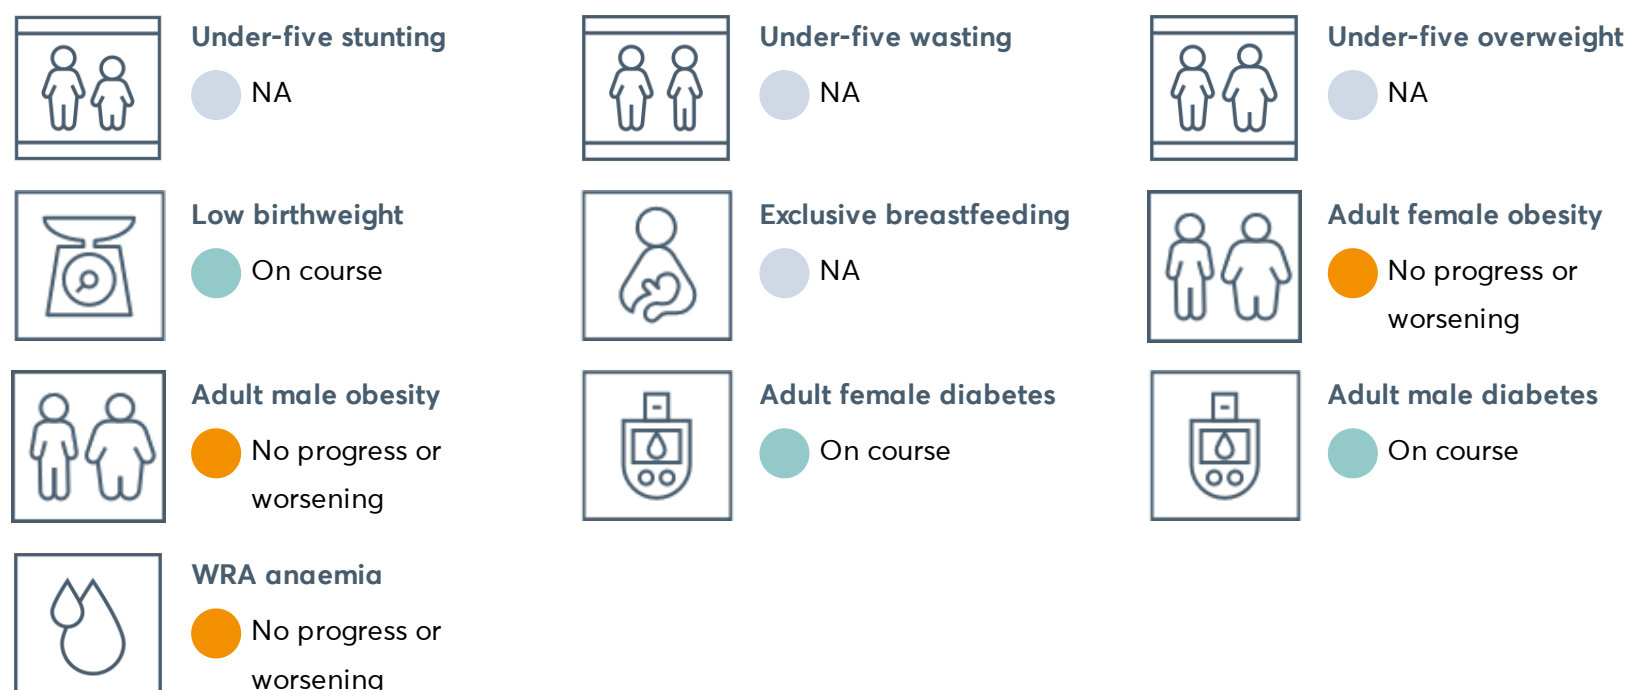 Under-five stunting
NA
Under-five wasting
NA
Under-five overweight
NA
Low birthweight
On course
Exclusive breastfeeding
NA
Adult female obesity
No progress or
worsening
Adult male obesity
No progress or
worsening
Adult female diabetes
On course
Adult male diabetes
On course
WRA anaemia
No progress or
worsening